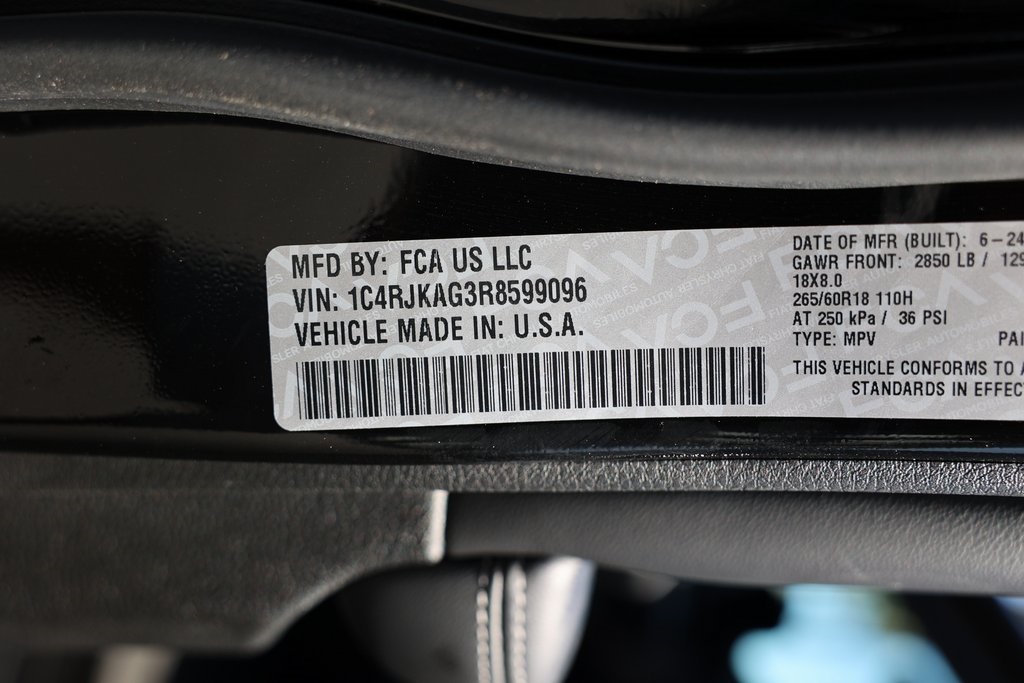 MFD BY: FCA US LLC
VIN: 1C4RJKAG3R8599096
VEHICLE MADE IN: U.S.A.
DATE OF MFR (BUILT): 6-24
GAWR FRONT: 2850 LB / 129
18X8.0
265/60R18 110H
AT 250 kPa / 36 PSI
TYPE: MPV PAI
THIS VEHICLE CONFORMS TO A
STANDARDS IN EFFEC